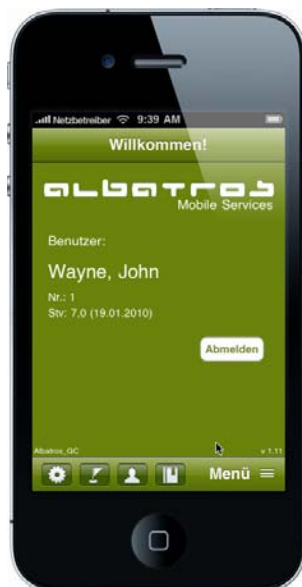 Netzbetreiber 9:39 AM
Willkommen!
albatros
Mobile Services
Benutzer:
Wayne, John
Nr.: 1
Stv: 7,0 (19.01.2010)
Abmelden
Albatros_GC v 1.11
Menü